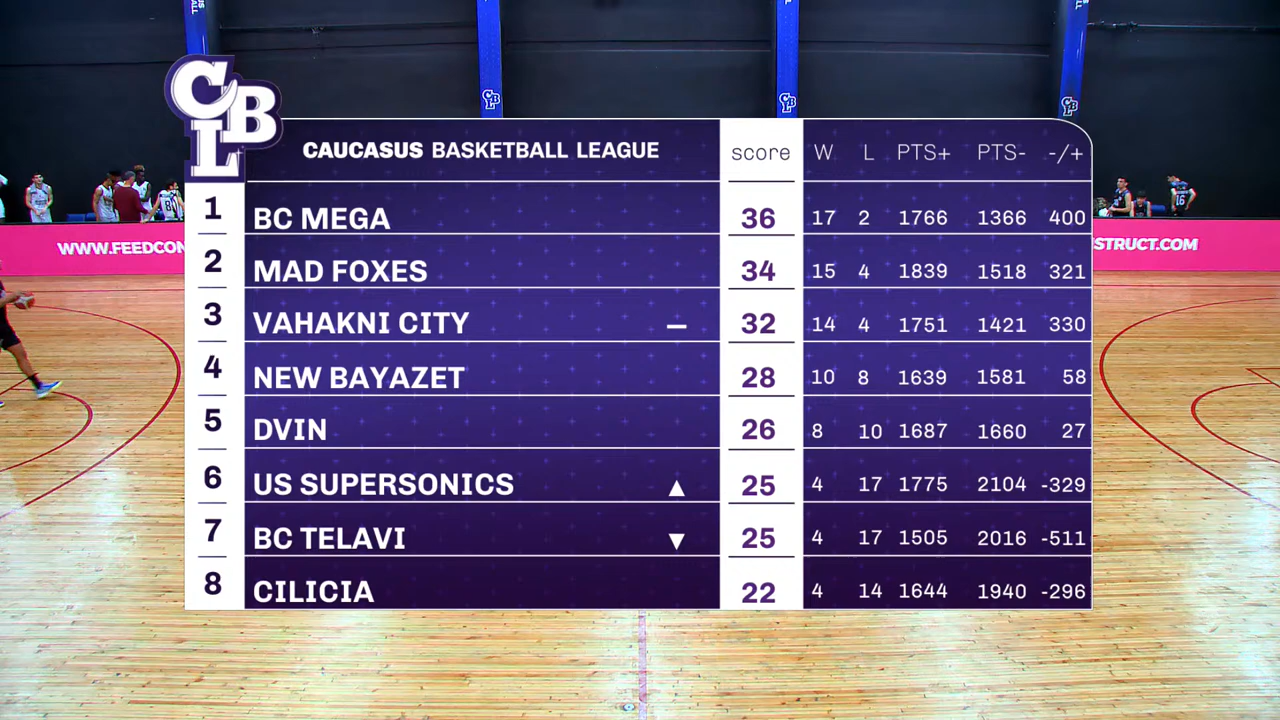 CBL
CAUCASUS BASKETBALL LEAGUE score W L PTS+ PTS- -/+
1 BC MEGA 36 17 2 1766 1366 400
2 MAD FOXES 34 15 4 1839 1518 321
3 VAHAKNI CITY – 32 14 4 1751 1421 330
4 NEW BAYAZET 28 10 8 1639 1581 58
5 DVIN 26 8 10 1687 1660 27
6 US SUPERSONICS ▲ 25 4 17 1775 2104 -329
7 BC TELAVI ▼ 25 4 17 1505 2016 -511
8 CILICIA 22 4 14 1644 1940 -296
WWW.FEEDCON
STRUCT.COM
16